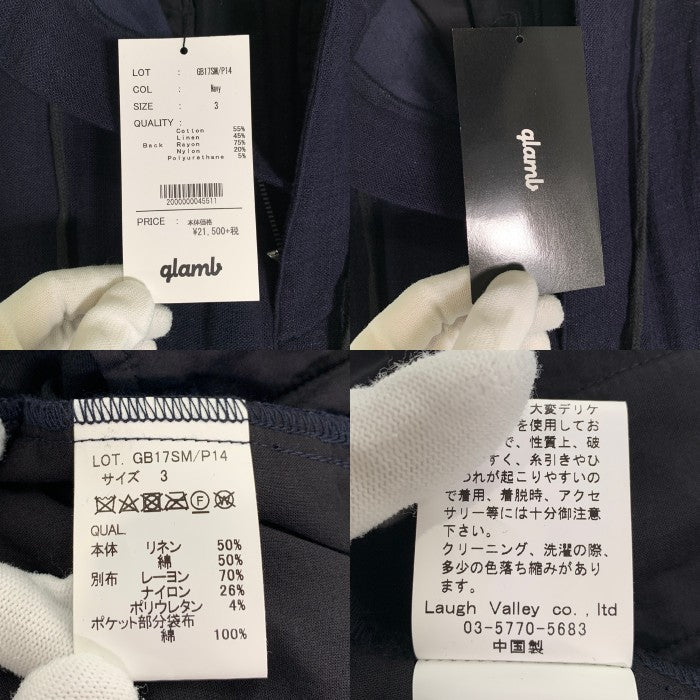 LOT : GB17SM/P14
COL : Navy
SIZE : 3
QUALITY :
Cotton 55%
Linen 45%
Back Rayon 75%
Nylon 20%
Polyurethane 5%
2000000045511
PRICE : 本体価格
¥21,500+税
glamb
glamb
LOT. GB17SM/P14
サイズ 3
QUAL.
本体 リネン 50%
綿 50%
別布 レーヨン 70%
ナイロン 26%
ポリウレタン 4%
ポケット部分袋布
綿 100%
大変デリケ
を使用してお
で、性質上、破
すく、糸引きやひ
つれが起こりやすいの
で着用、着脱時、アクセ
サリー等には十分御注意
下さい。
クリーニング、洗濯の際、
多少の色落ち縮みがあり
ます。
Laugh Valley co.,ltd
03-5770-5683
中国製